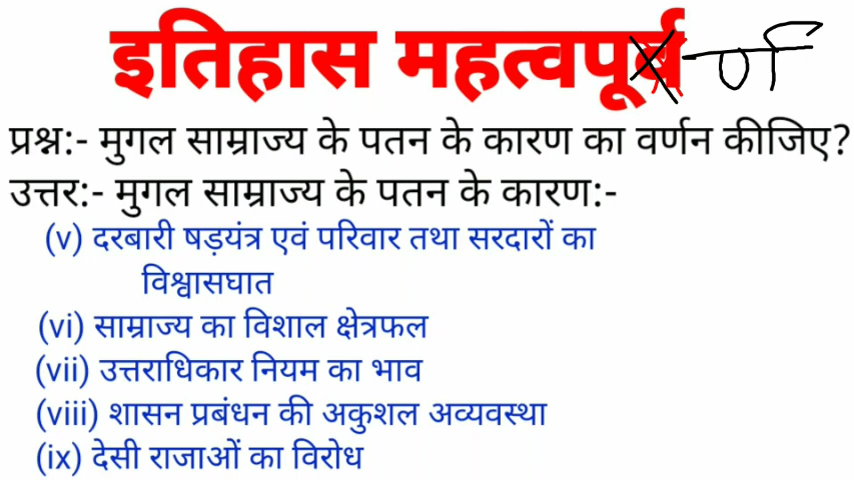 इतिहास महत्वपूर्ब र्ण
प्रश्न:- मुगल साम्राज्य के पतन के कारण का वर्णन कीजिए?
उत्तर:- मुगल साम्राज्य के पतन के कारण:-
(v) दरबारी षड़यंत्र एवं परिवार तथा सरदारों का
विश्वासघात
(vi) साम्राज्य का विशाल क्षेत्रफल
(vii) उत्तराधिकार नियम का भाव
(viii) शासन प्रबंधन की अकुशल अव्यवस्था
(ix) देसी राजाओं का विरोध